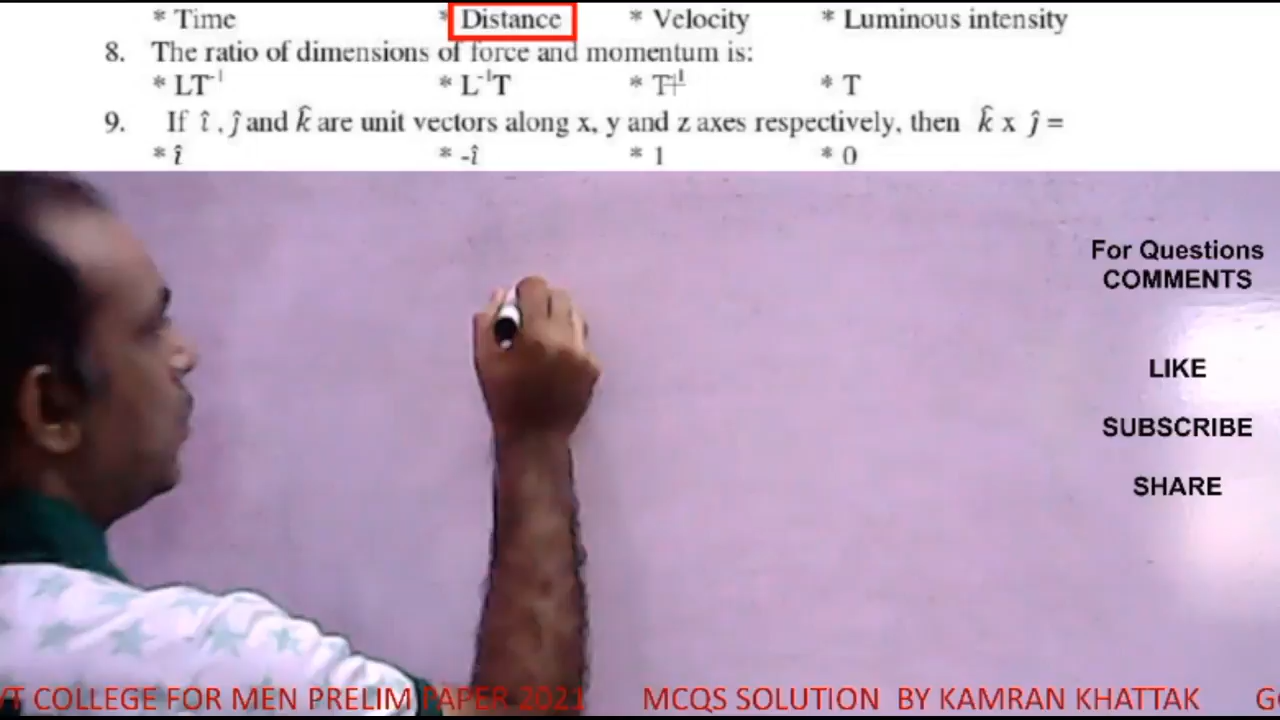 * Time * Distance * Velocity * Luminous intensity
8. The ratio of dimensions of force and momentum is:
* LT⁻¹ * L⁻¹T * T⁻¹ * T
9. If î , ĵ and k̂ are unit vectors along x, y and z axes respectively, then k̂ x ĵ =
* î * -î * 1 * 0
For Questions
COMMENTS
LIKE
SUBSCRIBE
SHARE
VT COLLEGE FOR MEN PRELIM PAPER 2021 MCQS SOLUTION BY KAMRAN KHATTAK G